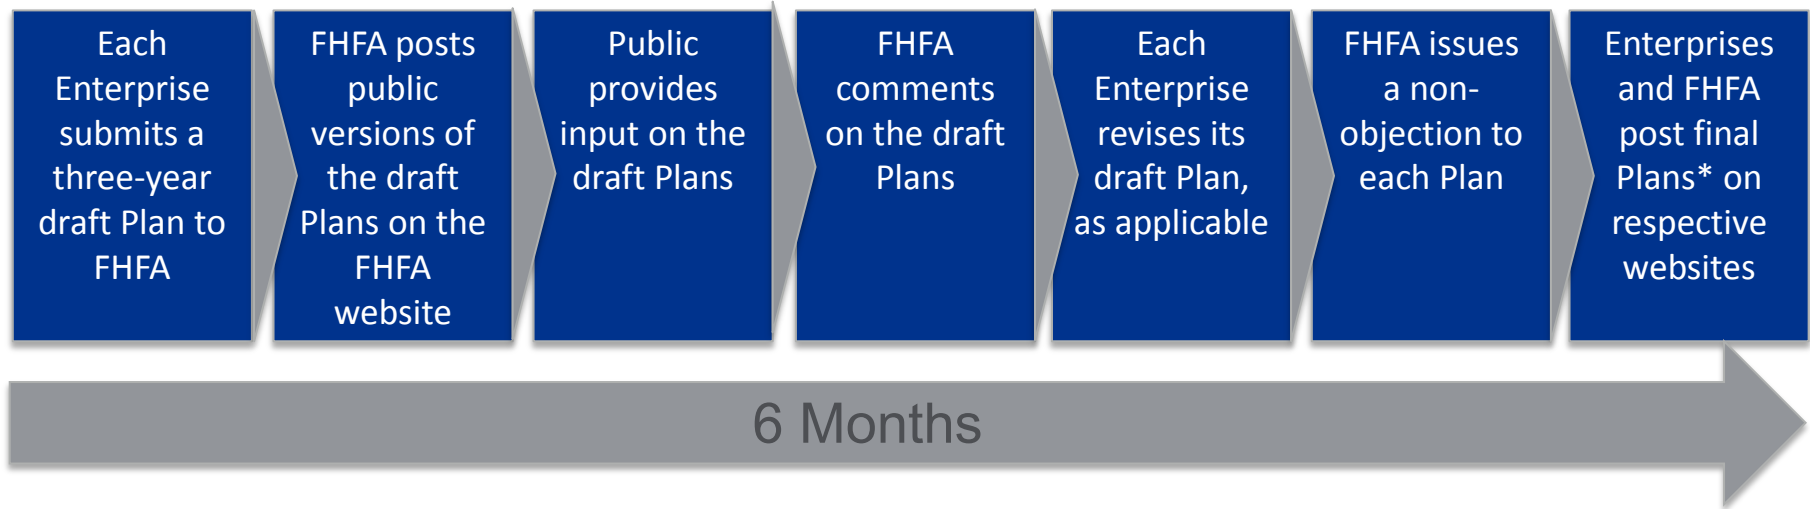 Each
Enterprise
submits a
three-year
draft Plan to
FHFA
FHFA posts
public
versions of
the draft
Plans on the
FHFA
website
Public
provides
input on the
draft Plans
FHFA
comments
on the draft
Plans
Each
Enterprise
revises its
draft Plan,
as applicable
FHFA issues
a non-
objection to
each Plan
Enterprises
and FHFA
post final
Plans* on
respective
websites
6 Months